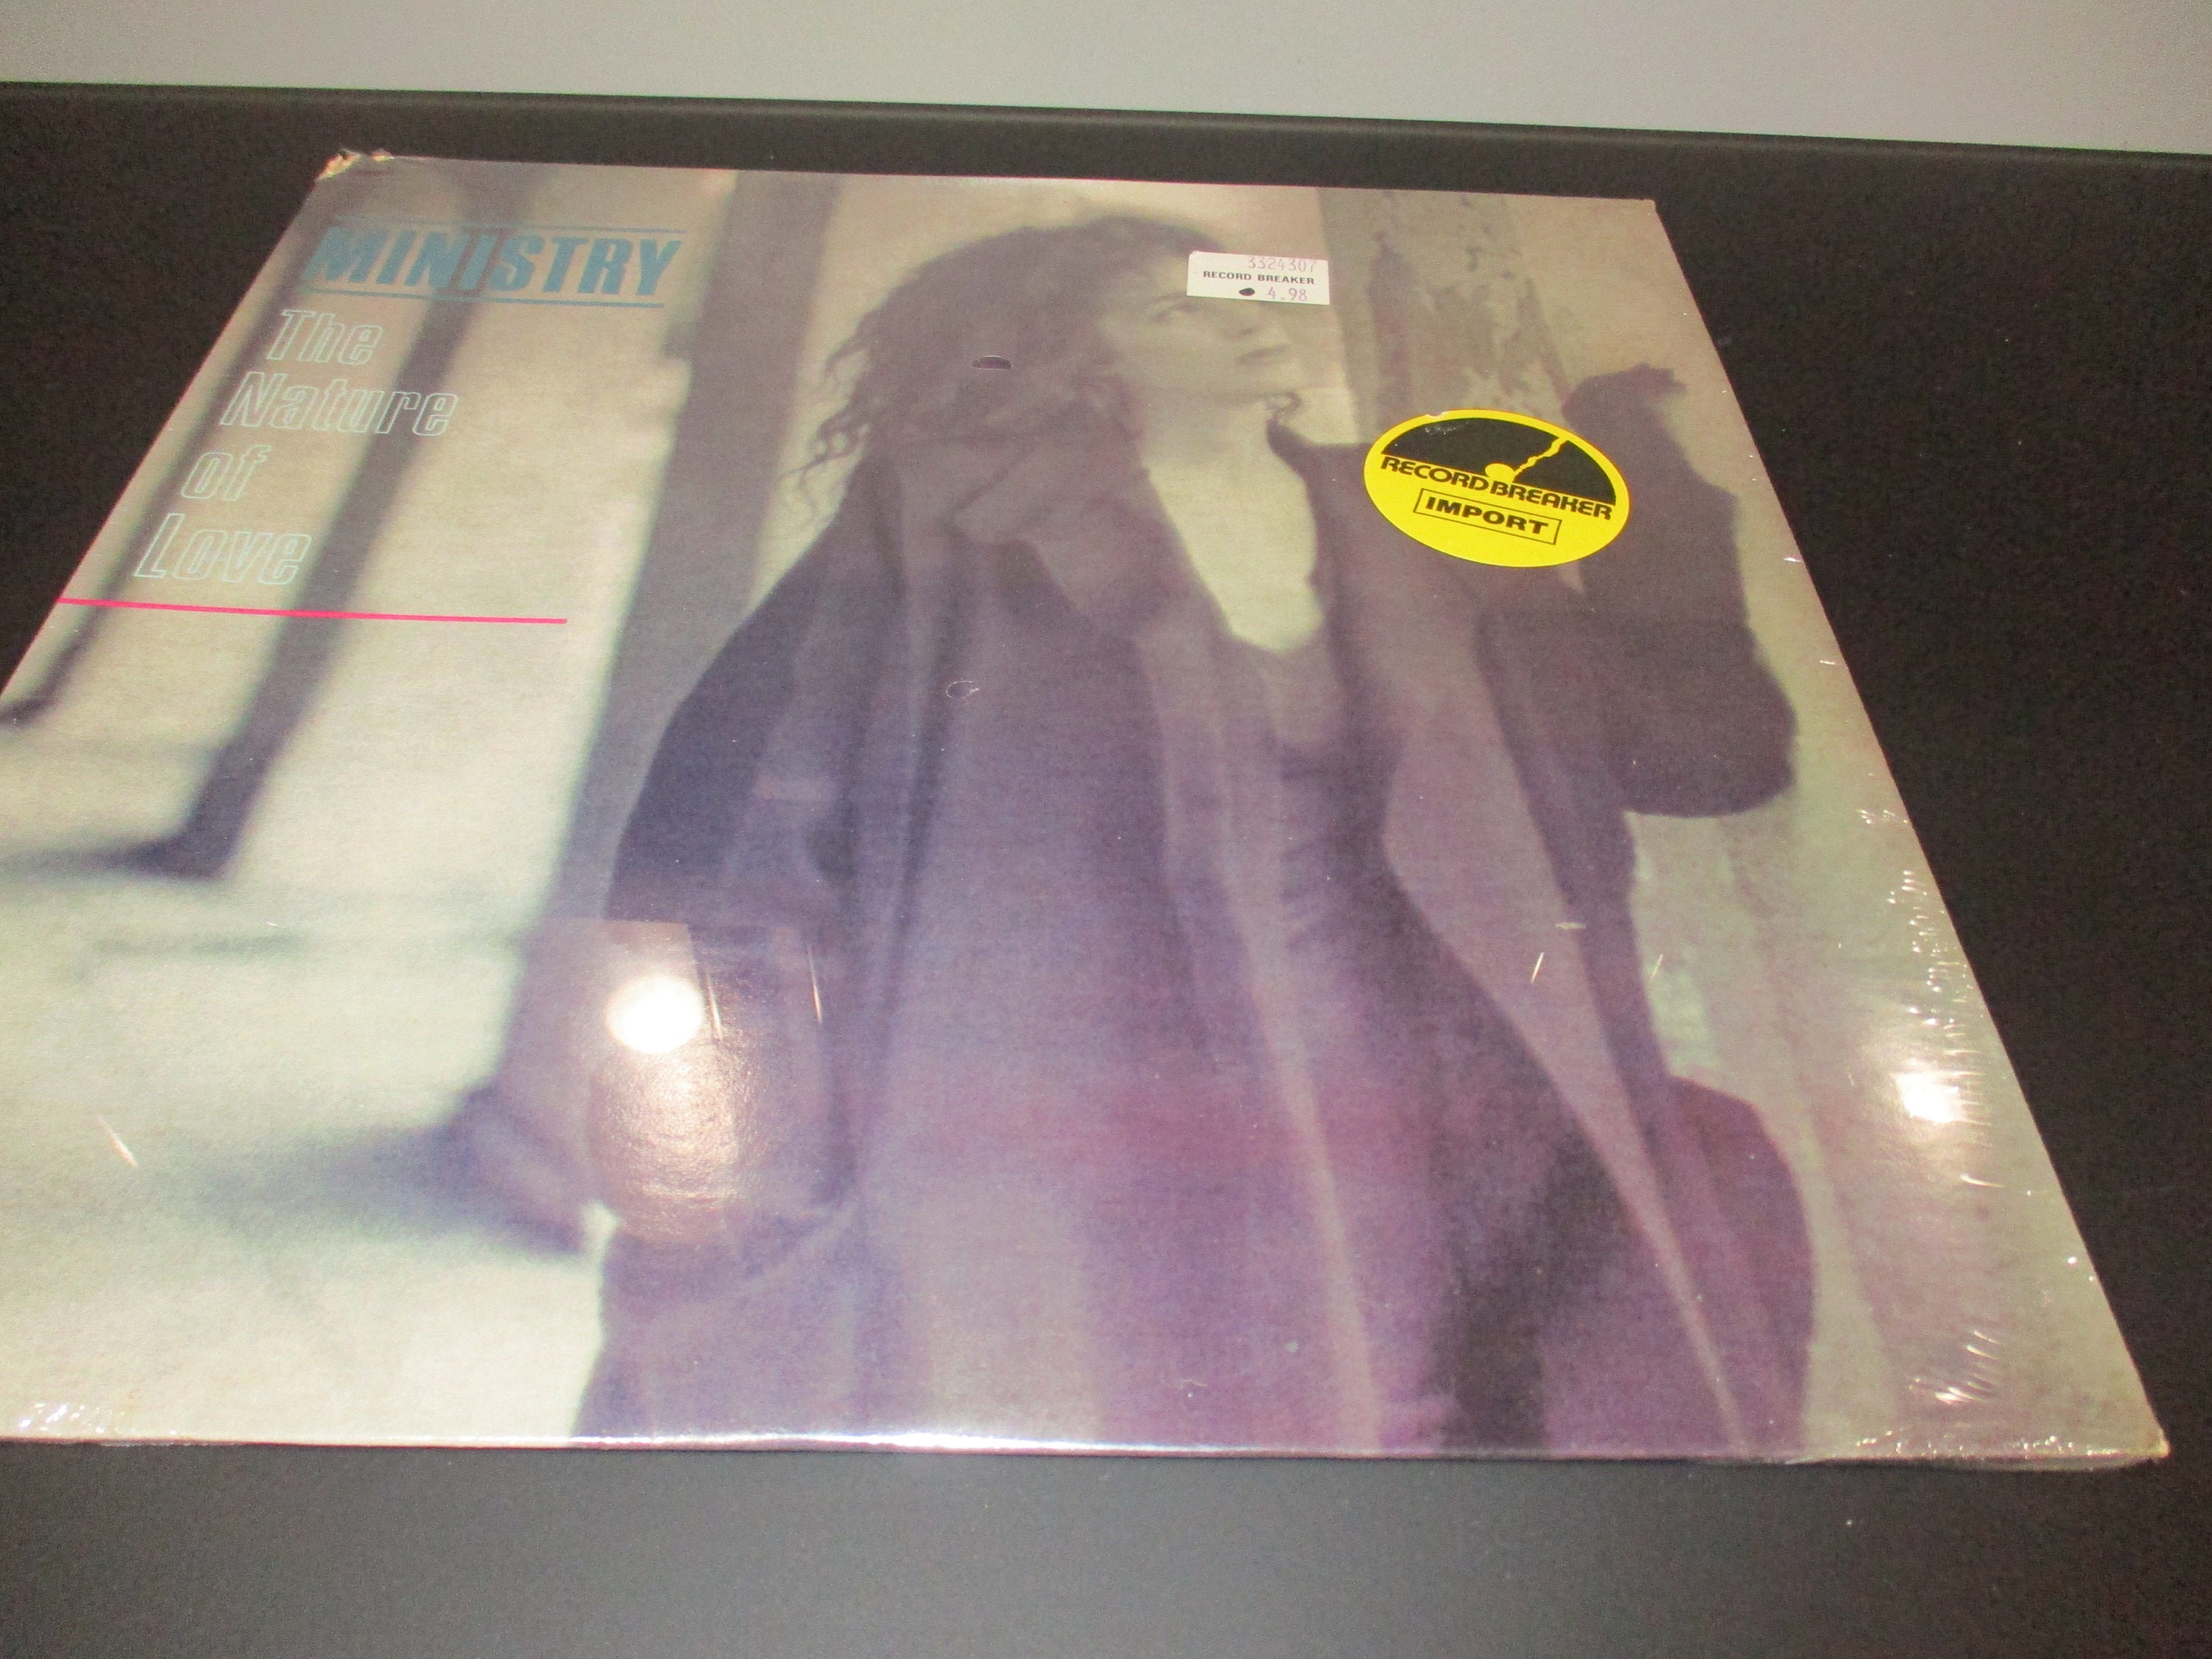 MINISTRY
The
Nature
of
Love
3324307
RECORD BREAKER
4.98
RECORD BREAKER
IMPORT